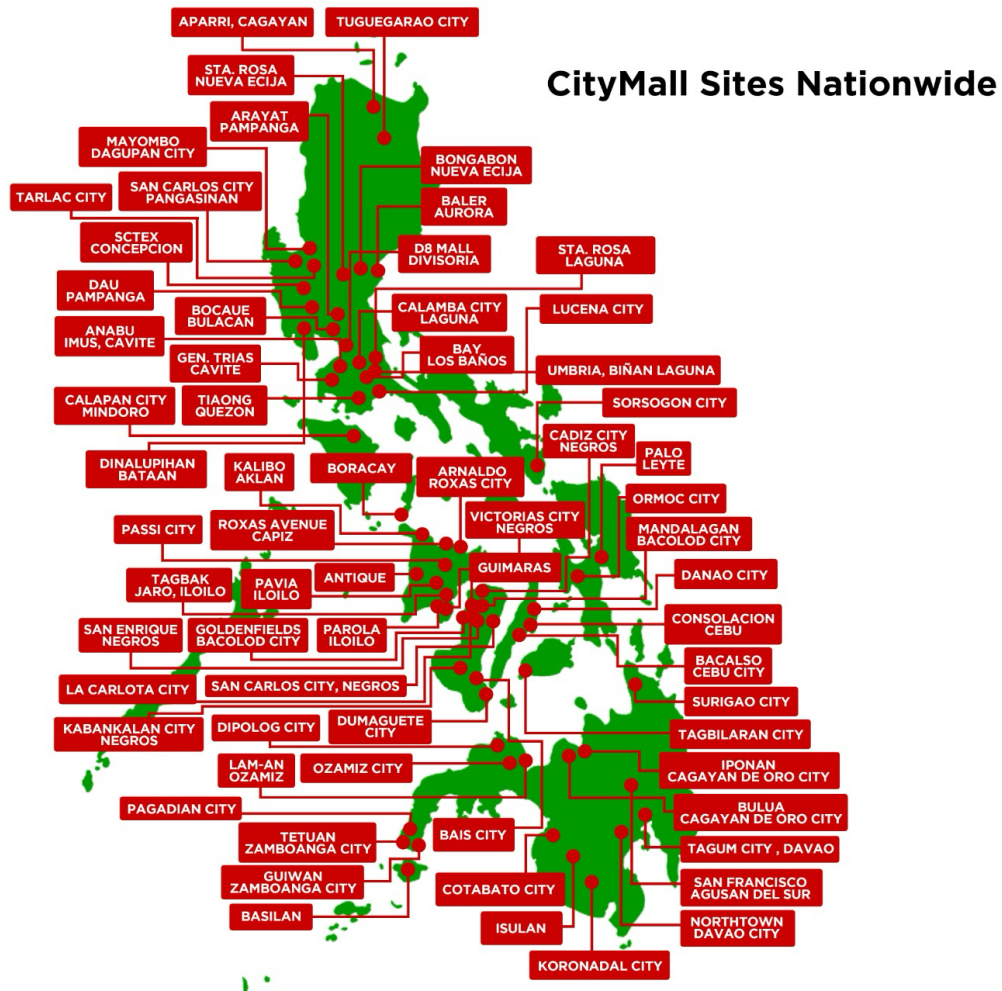 APARRI, CAGAYAN
TUGUEGARAO CITY
CityMall Sites Nationwide
STA. ROSA
NUEVA ECIJA
ARAYAT
PAMPANGA
MAYOMBO
DAGUPAN CITY
BONGABON
NUEVA ECIJA
TARLAC CITY
SAN CARLOS CITY
PANGASINAN
BALER
AURORA
SCTEX
CONCEPCION
D8 MALL
DIVISORIA
STA. ROSA
LAGUNA
DAU
PAMPANGA
BOCAUE
BULACAN
CALAMBA CITY
LAGUNA
LUCENA CITY
ANABU
IMUS, CAVITE
GEN. TRIAS
CAVITE
BAY,
LOS BAÑOS
UMBRIA, BIÑAN LAGUNA
CALAPAN CITY
MINDORO
TIAONG
QUEZON
SORSOGON CITY
DINALUPIHAN
BATAAN
KALIBO
AKLAN
BORACAY
ARNALDO
ROXAS CITY
CADIZ CITY
NEGROS
PALO
LEYTE
ORMOC CITY
PASSI CITY
ROXAS AVENUE
CAPIZ
VICTORIAS CITY
NEGROS
MANDALAGAN
BACOLOD CITY
TAGBAK
JARO, ILOILO
PAVIA
ILOILO
ANTIQUE
GUIMARAS
DANAO CITY
SAN ENRIQUE
NEGROS
GOLDENFIELDS
BACOLOD CITY
PAROLA
ILOILO
CONSOLACION
CEBU
BACALSO
CEBU CITY
LA CARLOTA CITY
SAN CARLOS CITY, NEGROS
SURIGAO CITY
KABANKALAN CITY
NEGROS
DIPOLOG CITY
DUMAGUETE
CITY
TAGBILARAN CITY
LAM-AN
OZAMIZ
OZAMIZ CITY
IPONAN
CAGAYAN DE ORO CITY
PAGADIAN CITY
BULUA
CAGAYAN DE ORO CITY
TETUAN
ZAMBOANGA CITY
BAIS CITY
TAGUM CITY , DAVAO
GUIWAN
ZAMBOANGA CITY
COTABATO CITY
SAN FRANCISCO
AGUSAN DEL SUR
BASILAN
ISULAN
NORTHTOWN
DAVAO CITY
KORONADAL CITY